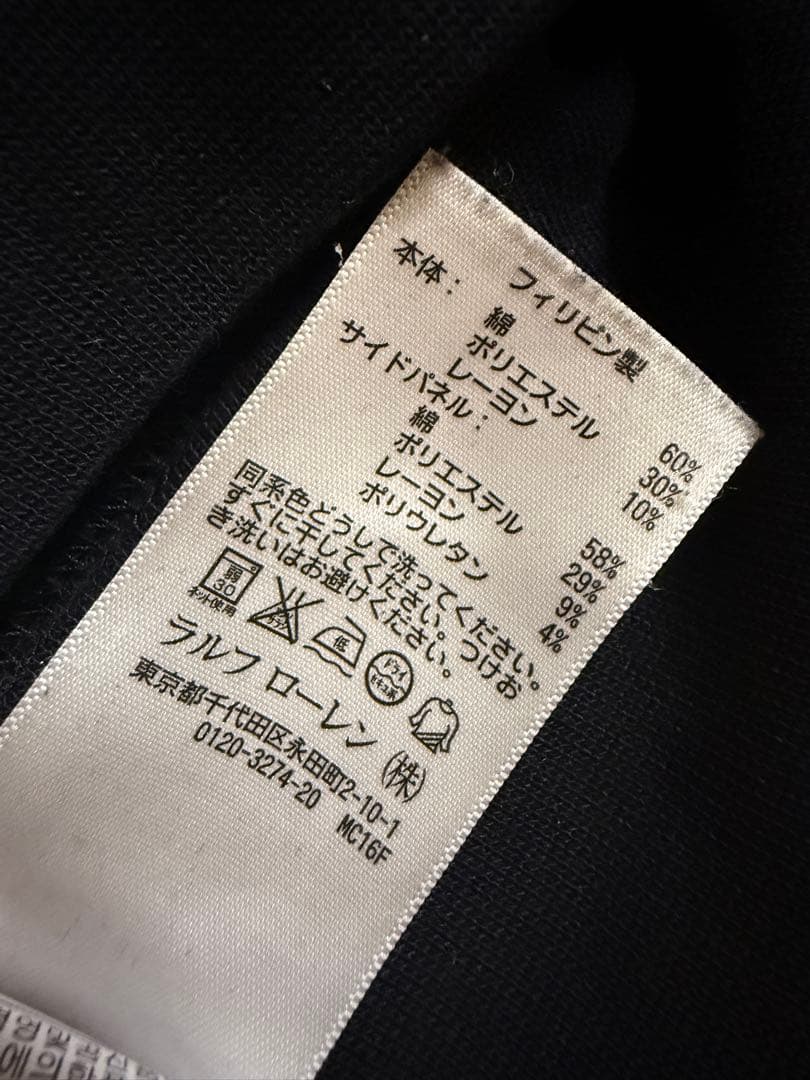 フィリピン製
本体:
綿 60%
ポリエステル 30%
レーヨン 10%
サイドパネル:
綿 58%
ポリエステル 29%
レーヨン 9%
ポリウレタン 4%
同系色どうしで洗ってください。
すぐに干してください。つけお
き洗いはお避けください。
弱 30 ネット使用 低 ドライ
ラルフ ローレン (株)
東京都千代田区永田町2-10-1
0120-3274-20 MC16F